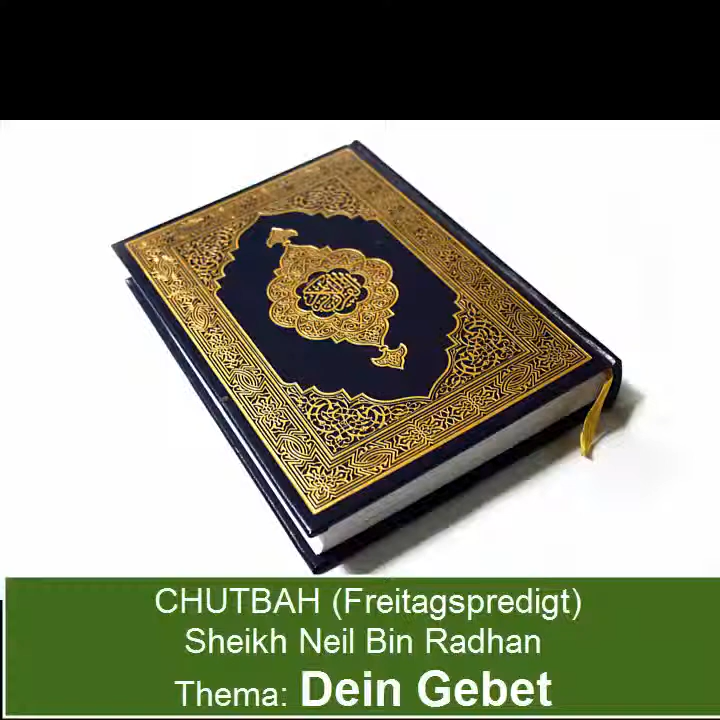 CHUTBAH (Freitagspredigt)
Sheikh Neil Bin Radhan
Thema: Dein Gebet